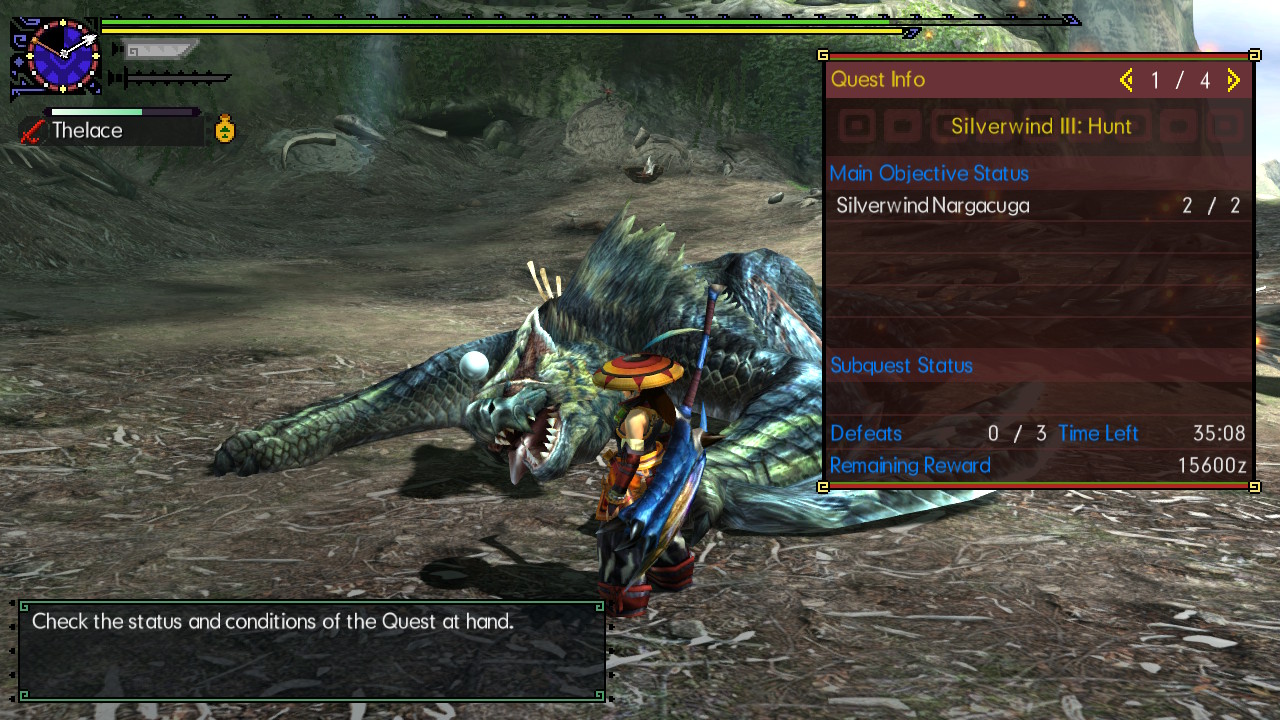 Thelace
Quest Info
1 / 4
Silverwind III: Hunt
Main Objective Status
Silverwind Nargacuga 2 / 2
Subquest Status
Defeats 0 / 3 Time Left 35:08
Remaining Reward 15600z
Check the status and conditions of the Quest at hand.